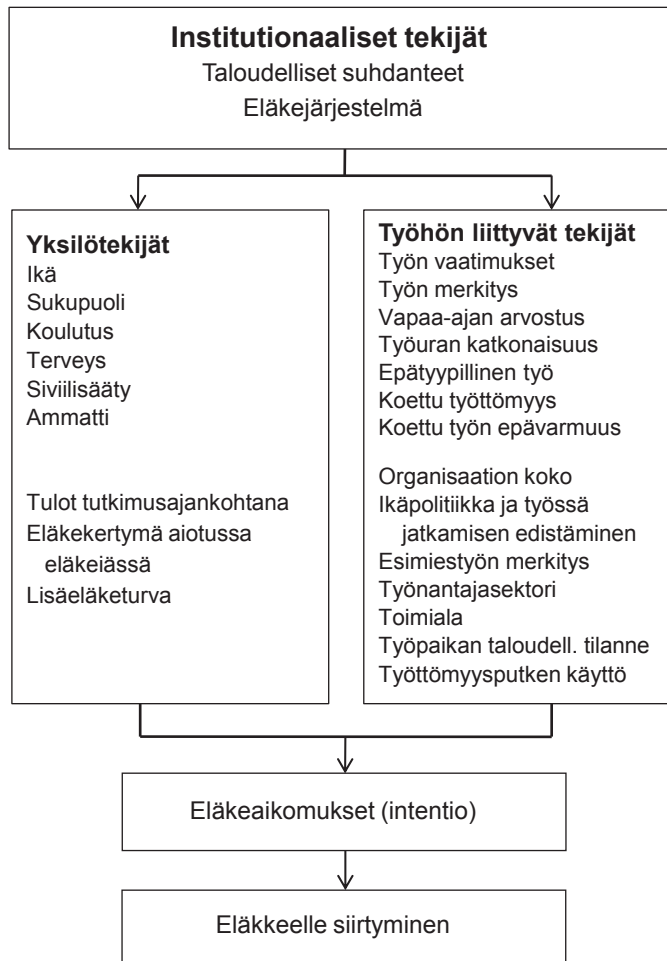 Institutionaaliset tekijät
Taloudelliset suhdanteet
Eläkejärjestelmä
Yksilötekijät
Ikä
Sukupuoli
Koulutus
Terveys
Siviilisääty
Ammatti
Tulot tutkimusajankohtana
Eläkekertymä aiotussa
eläkeiässä
Lisäeläketurva
Työhön liittyvät tekijät
Työn vaatimukset
Työn merkitys
Vapaa-ajan arvostus
Työuran katkonaisuus
Epätyypillinen työ
Koettu työttömyys
Koettu työn epävarmuus
Organisaation koko
Ikäpolitiikka ja työssä
jatkamisen edistäminen
Esimiestyön merkitys
Työnantajasektori
Toimiala
Työpaikan taloudell. tilanne
Työttömyysputken käyttö
Eläkeaikomukset (intentio)
Eläkkeelle siirtyminen